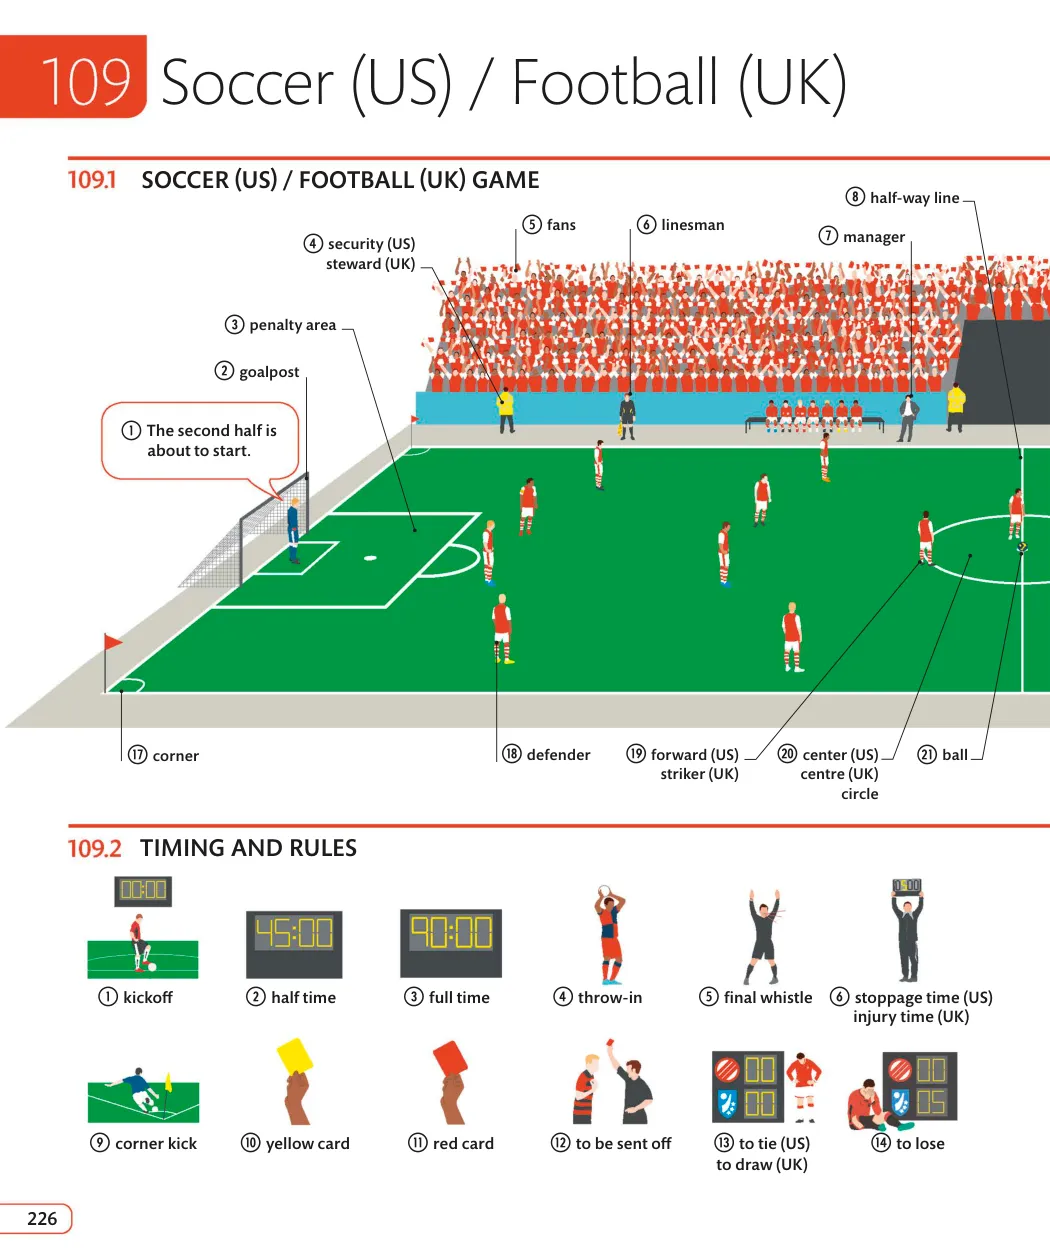 109 Soccer (US) / Football (UK)
109.1 SOCCER (US) / FOOTBALL (UK) GAME
8 half-way line
5 fans
6 linesman
7 manager
4 security (US)
steward (UK)
3 penalty area
2 goalpost
1 The second half is
about to start.
17 corner
18 defender
19 forward (US)
striker (UK)
20 center (US)
centre (UK)
circle
21 ball
109.2 TIMING AND RULES
00:00
45:00
90:00
05:00
1 kickoff
2 half time
3 full time
4 throw-in
5 final whistle
6 stoppage time (US)
injury time (UK)
00
00
00
05
9 corner kick
10 yellow card
11 red card
12 to be sent off
13 to tie (US)
to draw (UK)
14 to lose
226